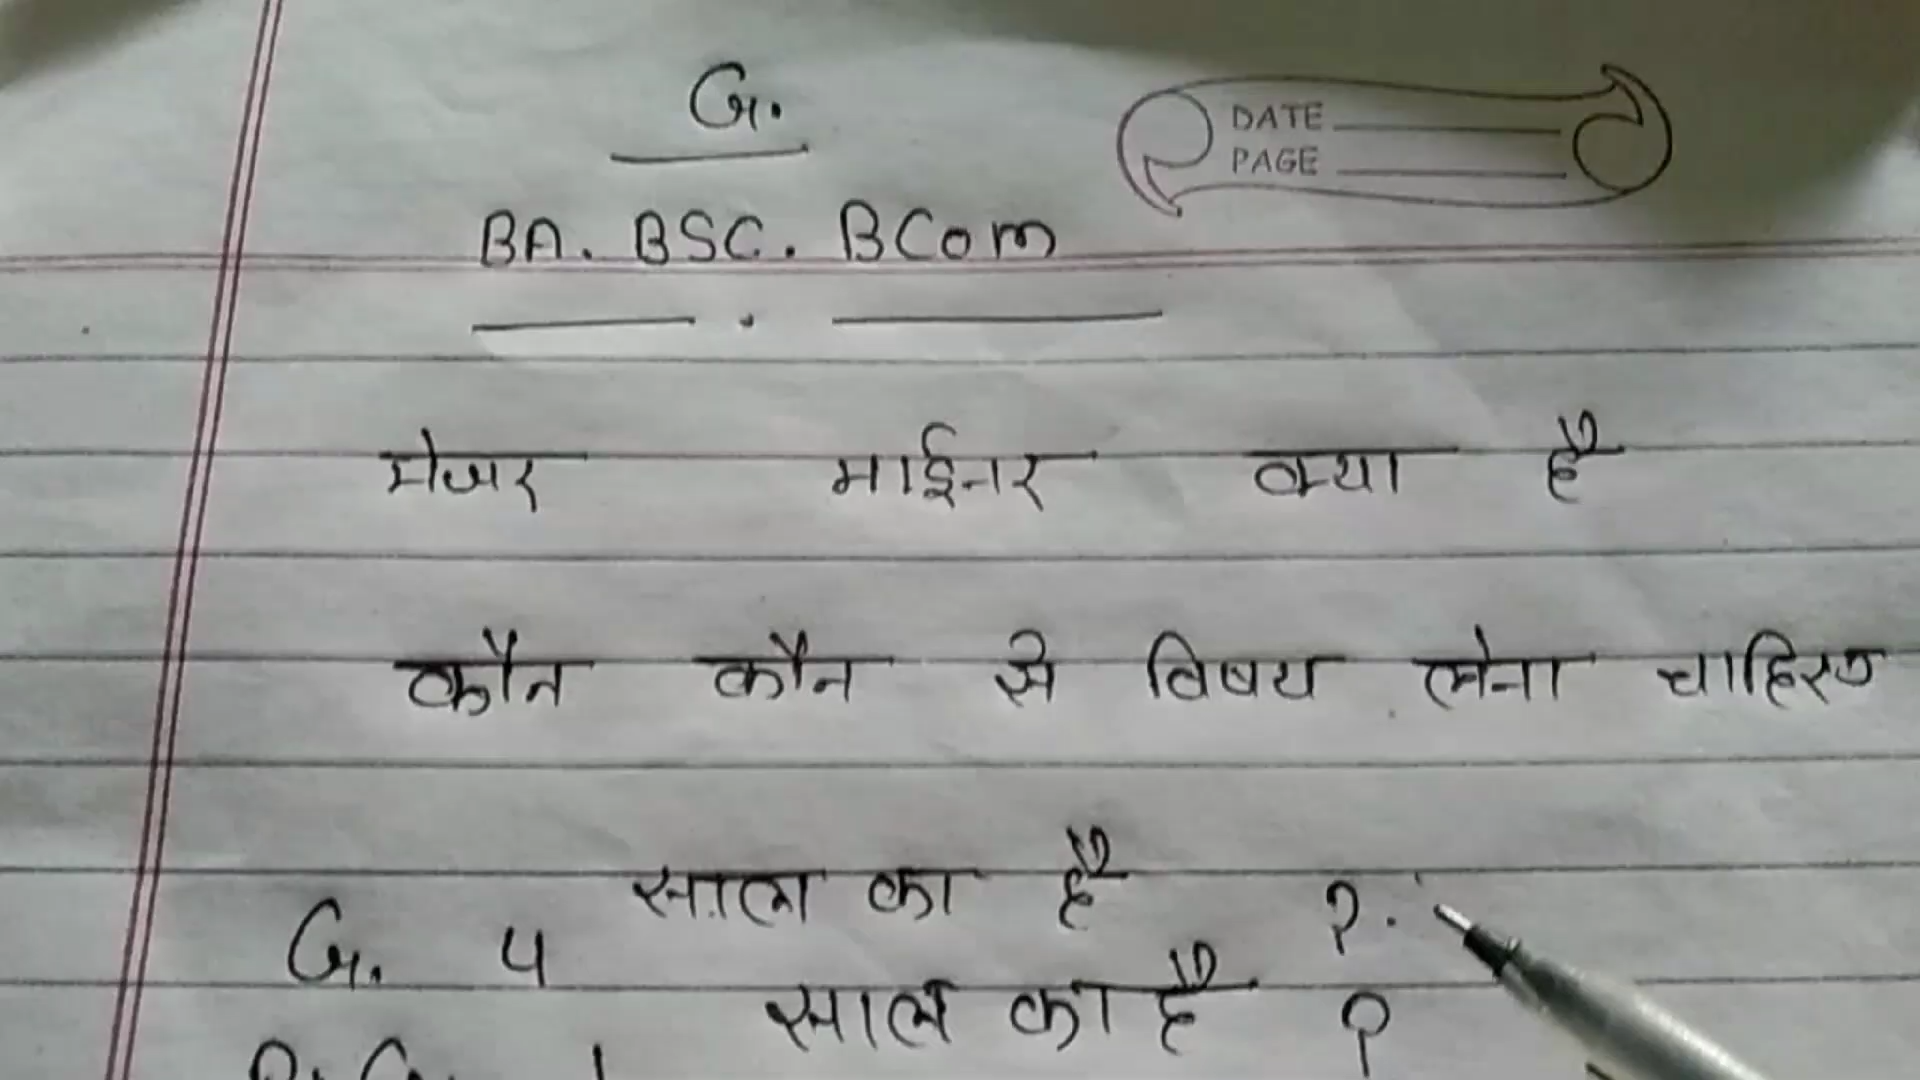 G.
DATE
PAGE
BA. BSC. BCom
मेजर माईनर क्या है
कौन कौन से विषय लेना चाहिए
G. 4 साल का है ?
साल का है ?